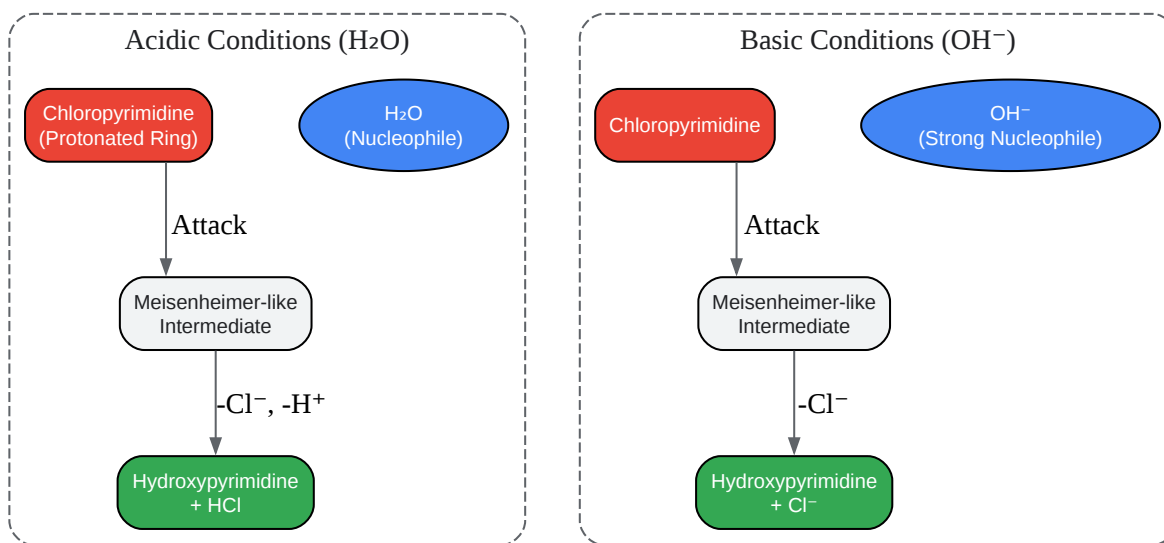 Acidic Conditions (H₂O)
Chloropyrimidine
(Protonated Ring)
H₂O
(Nucleophile)
Attack
Meisenheimer-like
Intermediate
-Cl⁻, -H⁺
Hydroxypyrimidine
+ HCl
Basic Conditions (OH⁻)
Chloropyrimidine
OH⁻
(Strong Nucleophile)
Attack
Meisenheimer-like
Intermediate
-Cl⁻
Hydroxypyrimidine
+ Cl⁻